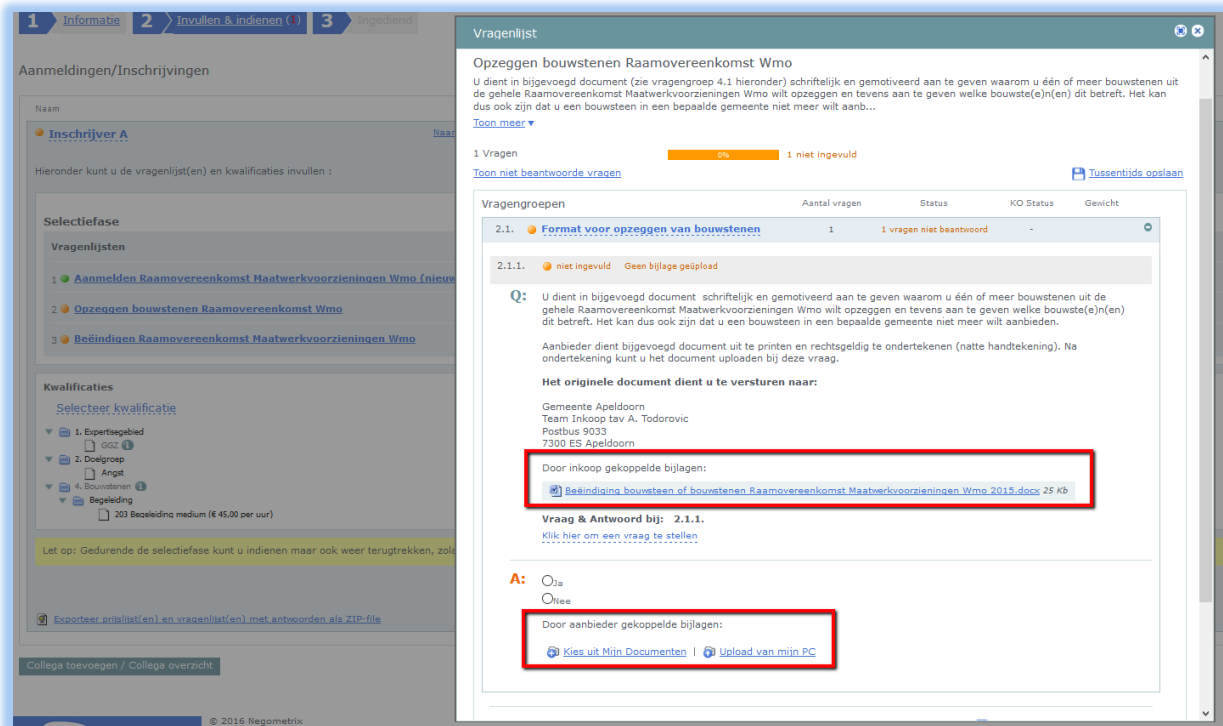 1 Informatie 2 Invullen & indienen (1) 3 Ingediend
Aanmeldingen/Inschrijvingen
Naam
Inschrijver A Naar
Hieronder kunt u de vragenlijst(en) en kwalificaties invullen :
Selectiefase
Vragenlijsten
1 Aanmelden Raamovereenkomst Maatwerkvoorzieningen Wmo (nieuw
2 Opzeggen bouwstenen Raamovereenkomst Wmo
3 Beëindigen Raamovereenkomst Maatwerkvoorzieningen Wmo
Kwalificaties
Selecteer kwalificatie
1. Expertisegebied
GGZ
2. Doelgroep
Angst
4. Bouwstenen
Begeleiding
203 Begeleiding medium (€ 45,00 per uur)
Let op: Gedurende de selectiefase kunt u indienen maar ook weer terugtrekken, zola
Exporteer prijslijst(en) en vragenlijst(en) met antwoorden als ZIP-file
Collega toevoegen / Collega overzicht
© 2016 Negometrix
Vragenlijst
Opzeggen bouwstenen Raamovereenkomst Wmo
U dient in bijgevoegd document (zie vragengroep 4.1 hieronder) schriftelijk en gemotiveerd aan te geven waarom u één of meer bouwstenen uit
de gehele Raamovereenkomst Maatwerkvoorzieningen Wmo wilt opzeggen en tevens aan te geven welke bouwste(e)n(en) dit betreft. Het kan
dus ook zijn dat u een bouwsteen in een bepaalde gemeente niet meer wilt aanb...
Toon meer
1 Vragen 0% 1 niet ingevuld
Toon niet beantwoorde vragen Tussentijds opslaan
Vragengroepen Aantal vragen Status KO Status Gewicht
2.1. Format voor opzeggen van bouwstenen 1 1 vragen niet beantwoord -
2.1.1. niet ingevuld Geen bijlage geüpload
Q: U dient in bijgevoegd document schriftelijk en gemotiveerd aan te geven waarom u één of meer bouwstenen uit de
gehele Raamovereenkomst Maatwerkvoorzieningen Wmo wilt opzeggen en tevens aan te geven welke bouwste(e)n(en)
dit betreft. Het kan dus ook zijn dat u een bouwsteen in een bepaalde gemeente niet meer wilt aanbieden.
Aanbieder dient bijgevoegd document uit te printen en rechtsgeldig te ondertekenen (natte handtekening). Na
ondertekening kunt u het document uploaden bij deze vraag.
Het originele document dient u te versturen naar:
Gemeente Apeldoorn
Team Inkoop tav A. Todorovic
Postbus 9033
7300 ES Apeldoorn
Door inkoop gekoppelde bijlagen:
Beëindiging bouwsteen of bouwstenen Raamovereenkomst Maatwerkvoorzieningen Wmo 2015.docx 25 Kb
Vraag & Antwoord bij: 2.1.1.
Klik hier om een vraag te stellen
A: Ja
Nee
Door aanbieder gekoppelde bijlagen:
Kies uit Mijn Documenten | Upload van mijn PC